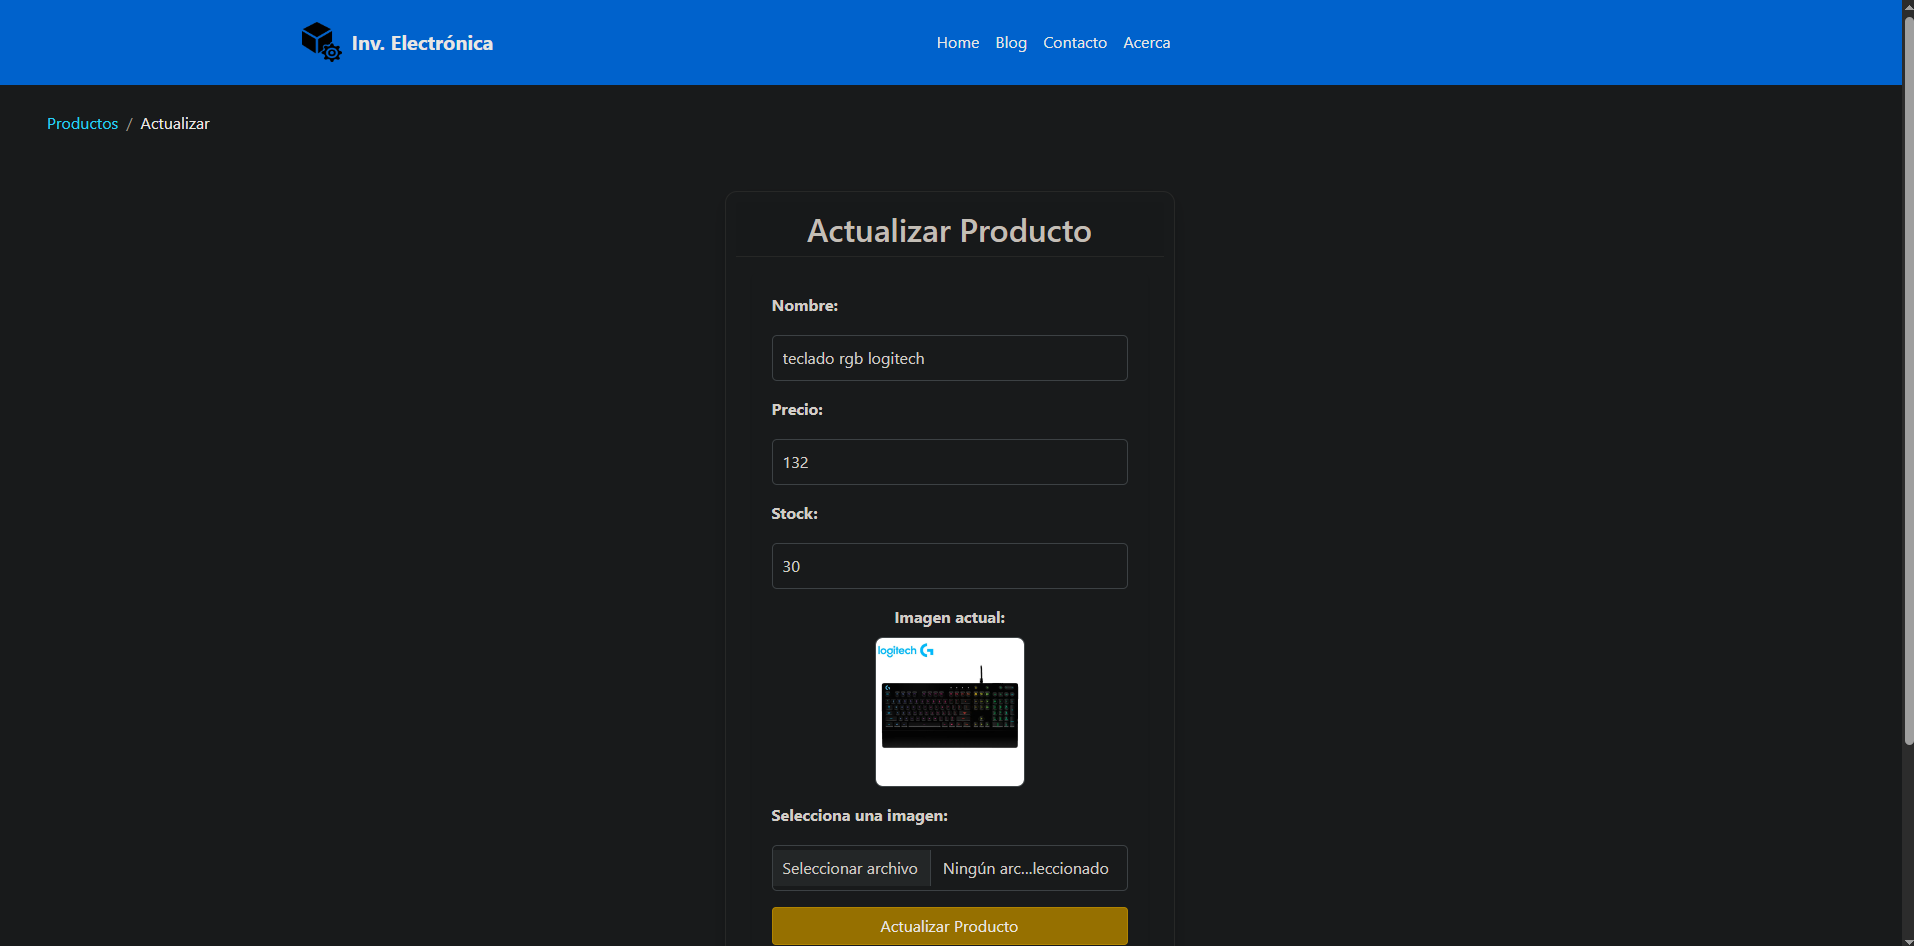 Inv. Electrónica
Home Blog Contacto Acerca
Productos / Actualizar
Actualizar Producto
Nombre:
teclado rgb logitech
Precio:
132
Stock:
30
Imagen actual:
logitech G
Selecciona una imagen:
Seleccionar archivo Ningún arc...leccionado
Actualizar Producto